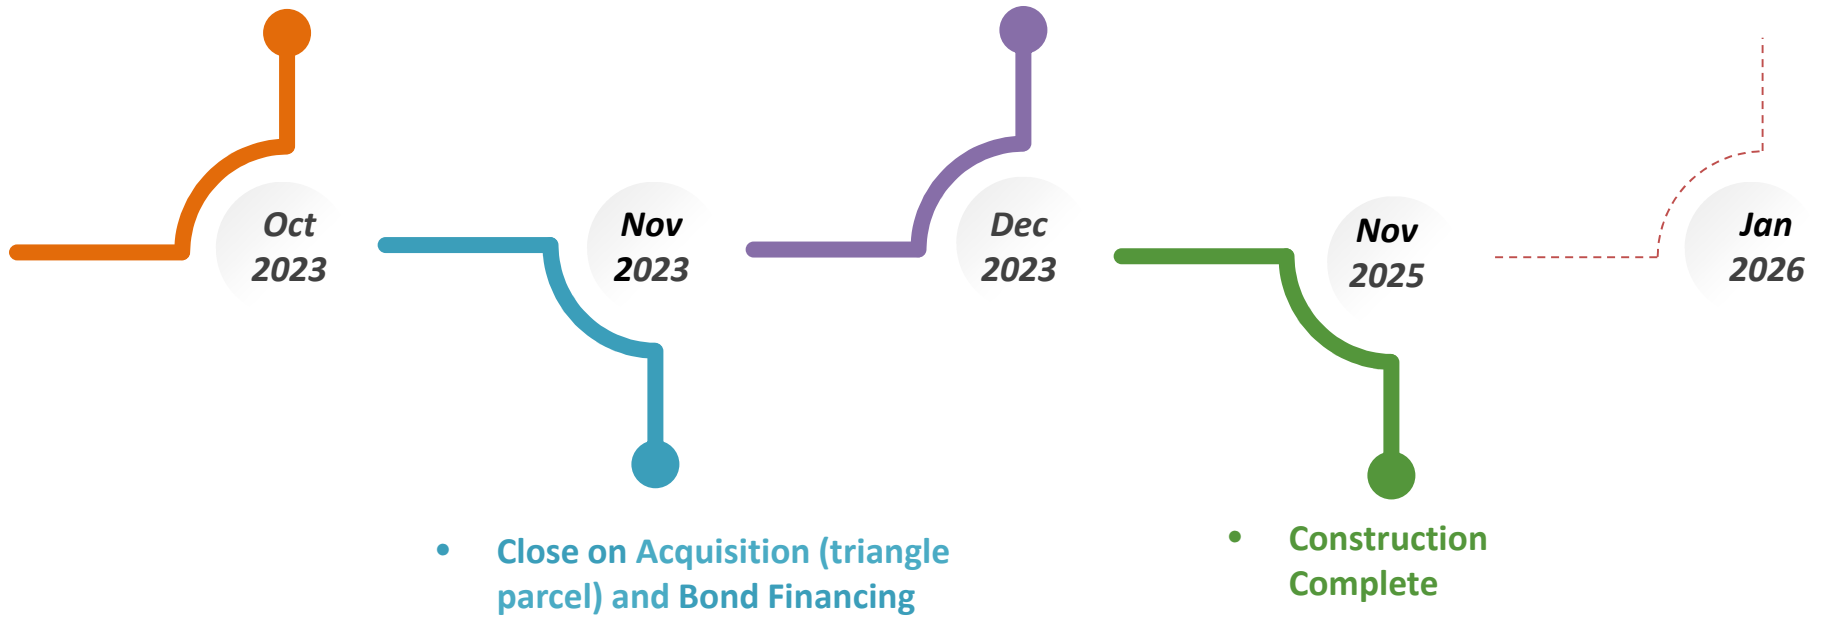 Oct
2023
Nov
2023
Dec
2023
Nov
2025
Jan
2026
• Close on Acquisition (triangle
parcel) and Bond Financing
• Construction
Complete